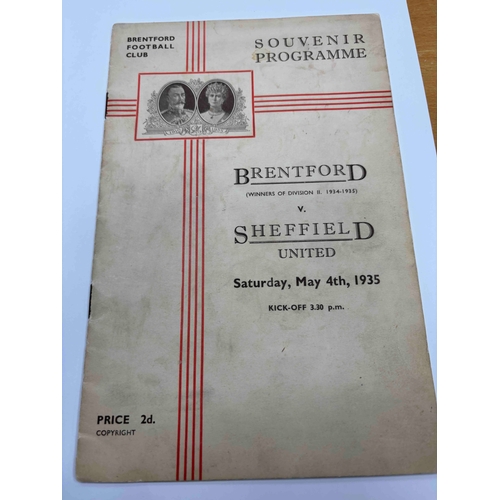 BRENTFORD
FOOTBALL
CLUB
SOUVENIR
PROGRAMME
BRENTFORD
(WINNERS OF DIVISION II. 1934-1935)
V.
SHEFFIELD
UNITED
Saturday, May 4th, 1935
KICK-OFF 3.30 p.m.
PRICE 2d.
COPYRIGHT